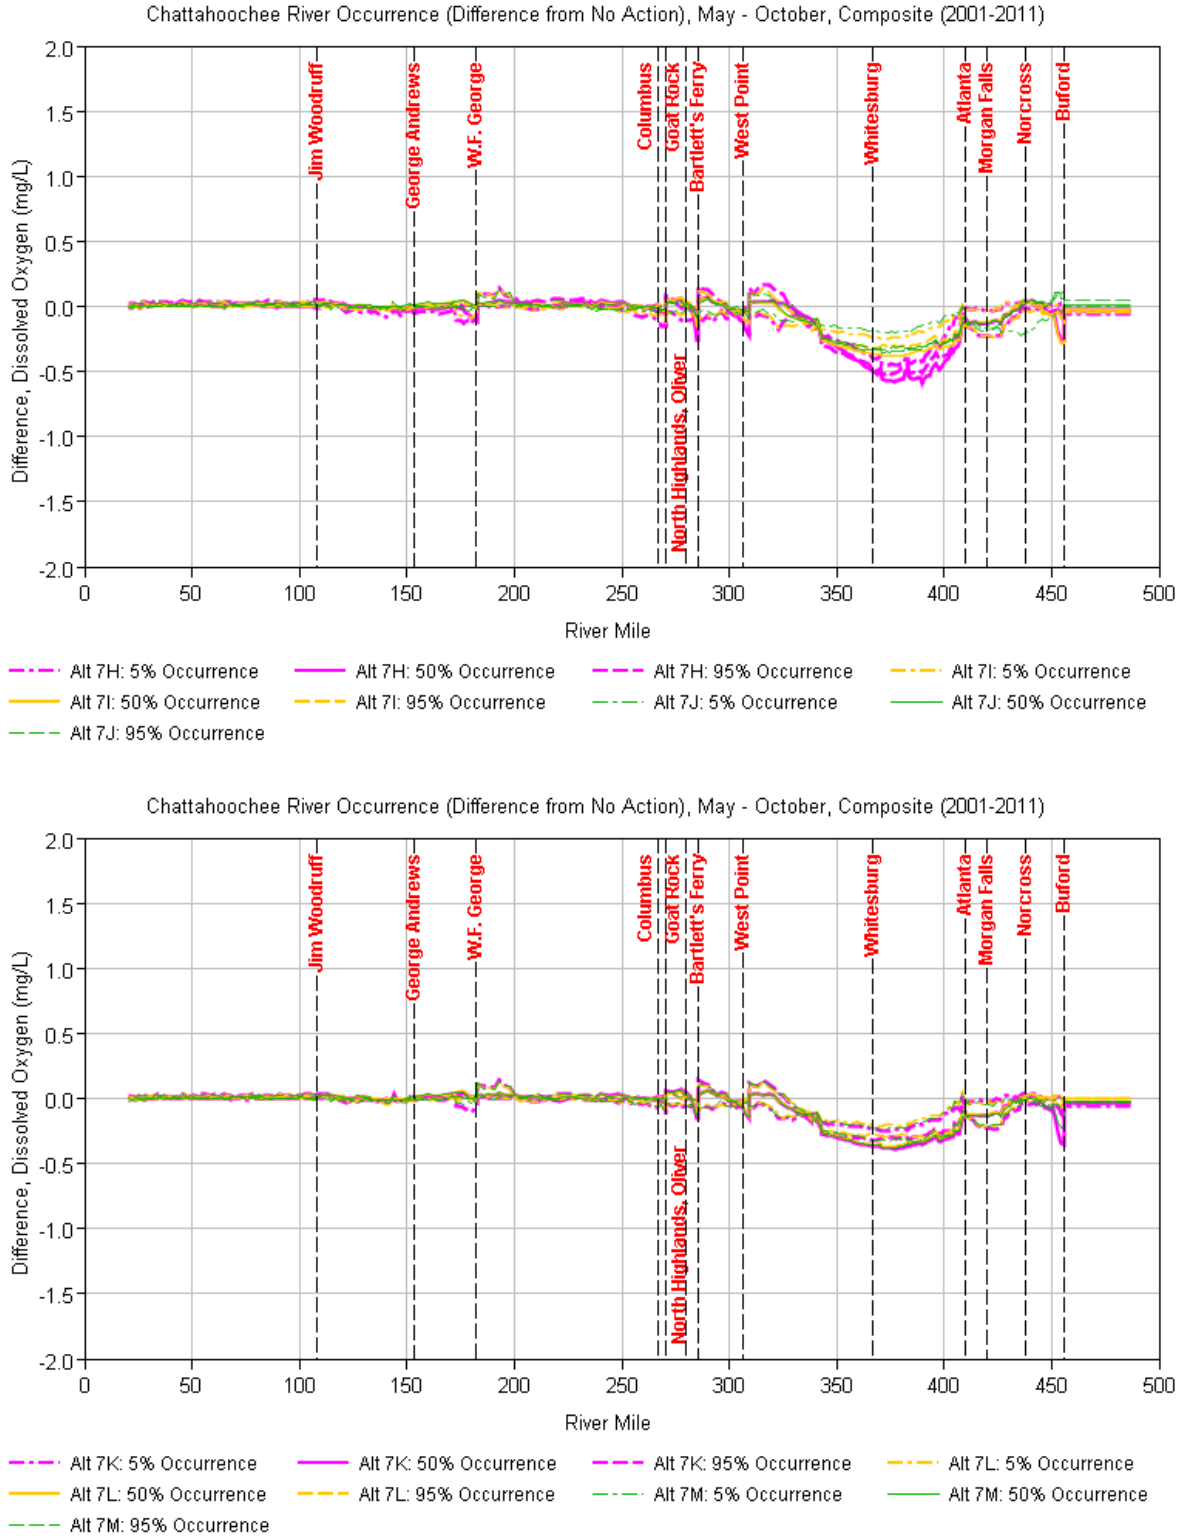 Chattahoochee River Occurrence (Difference from No Action), May - October, Composite (2001-2011)
2.0
1.5
1.0
0.5
0.0
-0.5
-1.0
-1.5
-2.0
Difference, Dissolved Oxygen (mg/L)
Jim Woodruff
George Andrews
W.F. George
Columbus
Goat Rock
North Highlands, Oliver
Bartlett's Ferry
West Point
Whitesburg
Atlanta
Morgan Falls
Norcross
Buford
0 50 100 150 200 250 300 350 400 450 500
River Mile
Alt 7H: 5% Occurrence Alt 7H: 50% Occurrence Alt 7H: 95% Occurrence Alt 7I: 5% Occurrence
Alt 7I: 50% Occurrence Alt 7I: 95% Occurrence Alt 7J: 5% Occurrence Alt 7J: 50% Occurrence
Alt 7J: 95% Occurrence
Chattahoochee River Occurrence (Difference from No Action), May - October, Composite (2001-2011)
2.0
1.5
1.0
0.5
0.0
-0.5
-1.0
-1.5
-2.0
Difference, Dissolved Oxygen (mg/L)
Jim Woodruff
George Andrews
W.F. George
Columbus
Goat Rock
North Highlands, Oliver
Bartlett's Ferry
West Point
Whitesburg
Atlanta
Morgan Falls
Norcross
Buford
0 50 100 150 200 250 300 350 400 450 500
River Mile
Alt 7K: 5% Occurrence Alt 7K: 50% Occurrence Alt 7K: 95% Occurrence Alt 7L: 5% Occurrence
Alt 7L: 50% Occurrence Alt 7L: 95% Occurrence Alt 7M: 5% Occurrence Alt 7M: 50% Occurrence
Alt 7M: 95% Occurrence